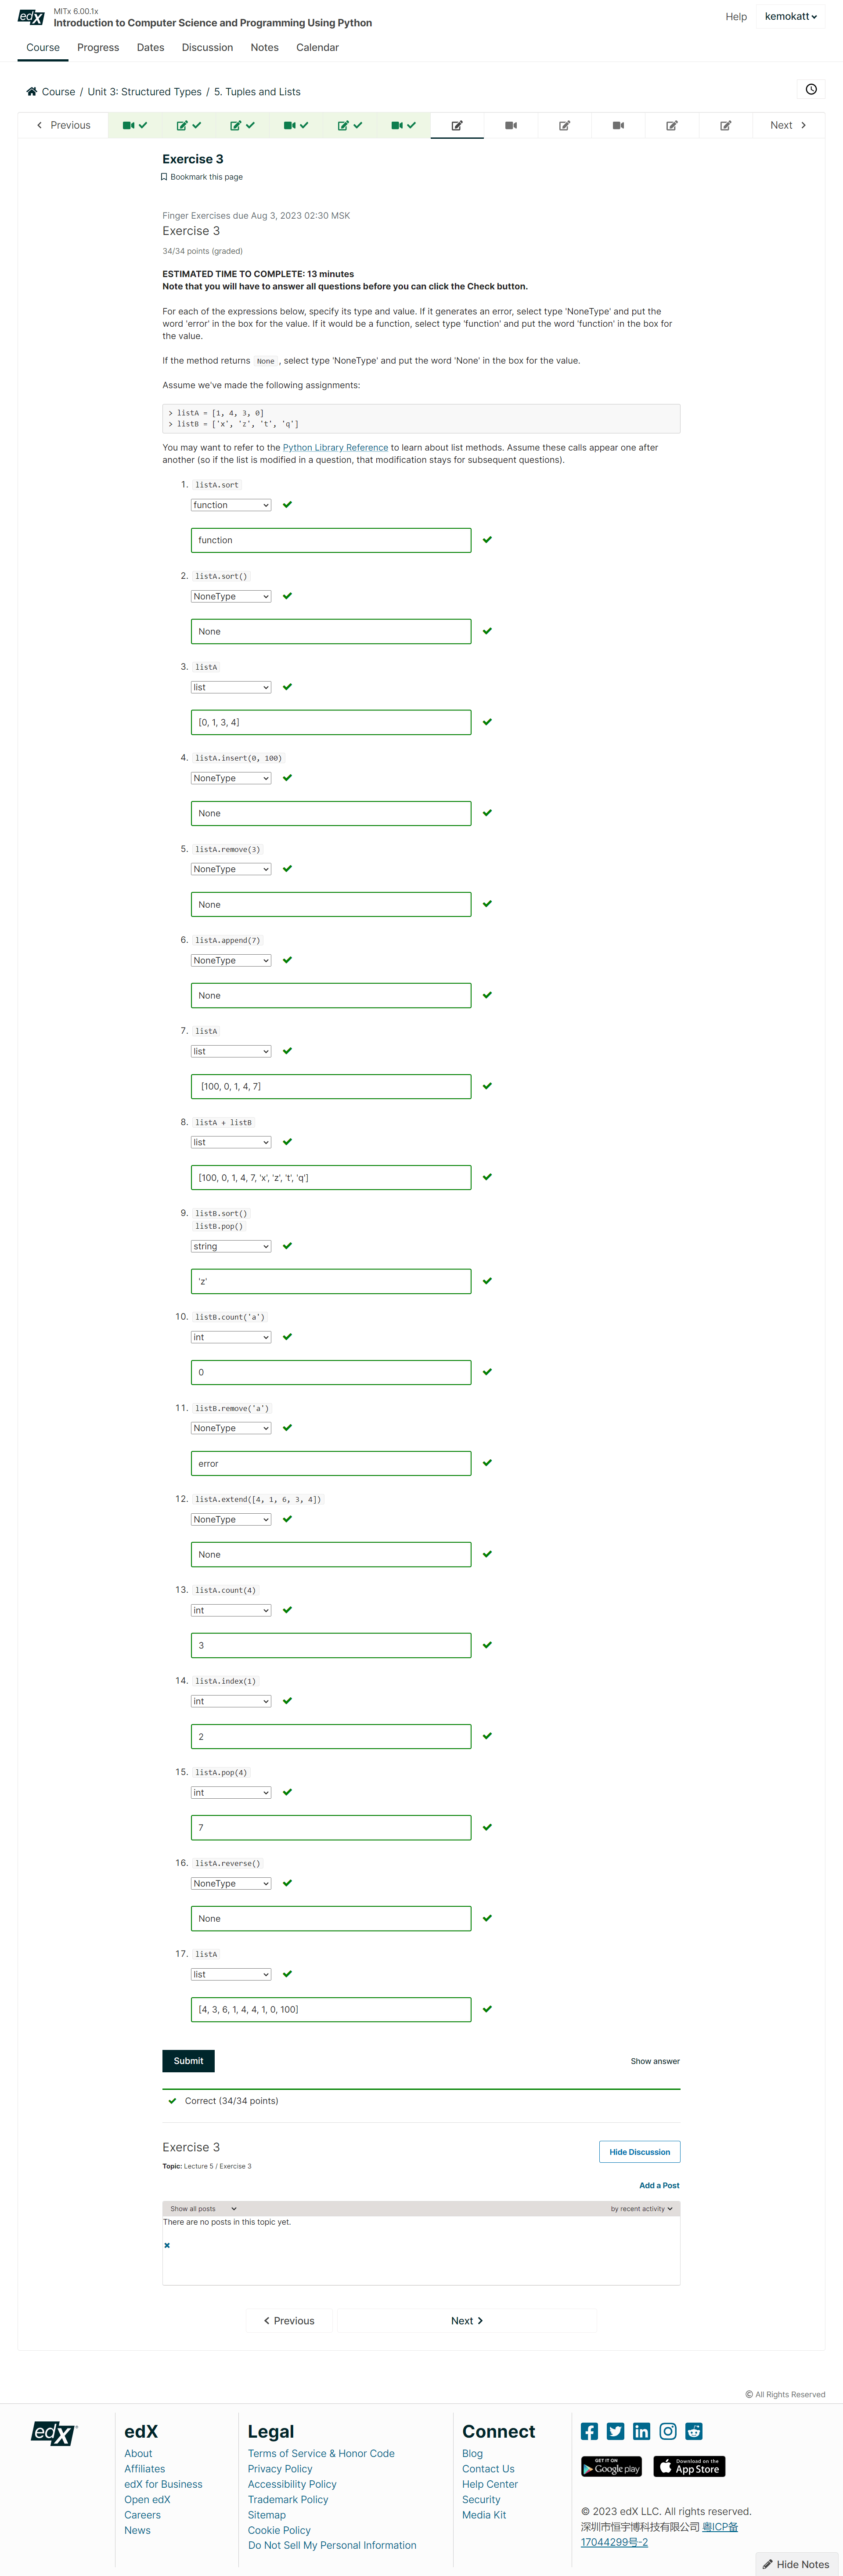 edX
MITx 6.00.1x
Introduction to Computer Science and Programming Using Python
Help
kemokatt
Course Progress Dates Discussion Notes Calendar
Course / Unit 3: Structured Types / 5. Tuples and Lists
Previous
Next
Exercise 3
Bookmark this page
Finger Exercises due Aug 3, 2023 02:30 MSK
Exercise 3
34/34 points (graded)
ESTIMATED TIME TO COMPLETE: 13 minutes
Note that you will have to answer all questions before you can click the Check button.
For each of the expressions below, specify its type and value. If it generates an error, select type 'NoneType' and put the
word 'error' in the box for the value. If it would be a function, select type 'function' and put the word 'function' in the box for
the value.
If the method returns None , select type 'NoneType' and put the word 'None' in the box for the value.
Assume we've made the following assignments:
> listA = [1, 4, 3, 0]
> listB = ['x', 'z', 't', 'q']
You may want to refer to the Python Library Reference to learn about list methods. Assume these calls appear one after
another (so if the list is modified in a question, that modification stays for subsequent questions).
1. listA.sort
function
function
2. listA.sort()
NoneType
None
3. listA
list
[0, 1, 3, 4]
4. listA.insert(0, 100)
NoneType
None
5. listA.remove(3)
NoneType
None
6. listA.append(7)
NoneType
None
7. listA
list
[100, 0, 1, 4, 7]
8. listA + listB
list
[100, 0, 1, 4, 7, 'x', 'z', 't', 'q']
9. listB.sort()
listB.pop()
string
'z'
10. listB.count('a')
int
0
11. listB.remove('a')
NoneType
error
12. listA.extend([4, 1, 6, 3, 4])
NoneType
None
13. listA.count(4)
int
3
14. listA.index(1)
int
2
15. listA.pop(4)
int
7
16. listA.reverse()
NoneType
None
17. listA
list
[4, 3, 6, 1, 4, 4, 1, 0, 100]
Submit
Show answer
Correct (34/34 points)
Exercise 3
Hide Discussion
Topic: Lecture 5 / Exercise 3
Add a Post
Show all posts
by recent activity
There are no posts in this topic yet.
Previous
Next
© All Rights Reserved
edX
edX
About
Affiliates
edX for Business
Open edX
Careers
News
Legal
Terms of Service & Honor Code
Privacy Policy
Accessibility Policy
Trademark Policy
Sitemap
Cookie Policy
Do Not Sell My Personal Information
Connect
Blog
Contact Us
Help Center
Security
Media Kit
GET IT ON
Google play
Download on the
App Store
© 2023 edX LLC. All rights reserved.
深圳市恒宇博科技有限公司 粤ICP备
17044299号-2
Hide Notes